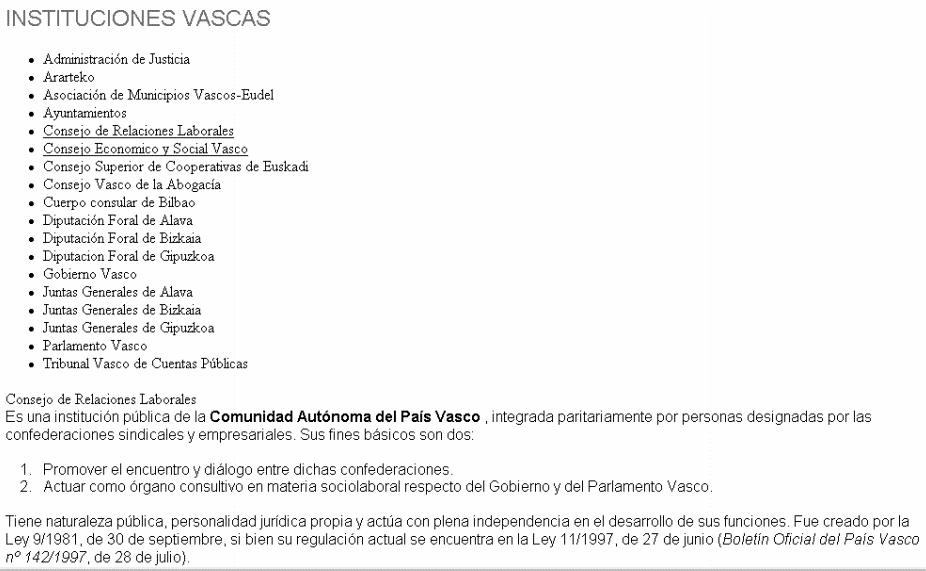 INSTITUCIONES VASCAS
• Administración de Justicia
• Ararteko
• Asociación de Municipios Vascos-Eudel
• Ayuntamientos
• Consejo de Relaciones Laborales
• Consejo Economico y Social Vasco
• Consejo Superior de Cooperativas de Euskadi
• Consejo Vasco de la Abogacía
• Cuerpo consular de Bilbao
• Diputación Foral de Alava
• Diputación Foral de Bizkaia
• Diputacion Foral de Gipuzkoa
• Gobierno Vasco
• Juntas Generales de Alava
• Juntas Generales de Bizkaia
• Juntas Generales de Gipuzkoa
• Parlamento Vasco
• Tribunal Vasco de Cuentas Públicas
Consejo de Relaciones Laborales
Es una institución pública de la Comunidad Autónoma del País Vasco , integrada paritariamente por personas designadas por las
confederaciones sindicales y empresariales. Sus fines básicos son dos:
1. Promover el encuentro y diálogo entre dichas confederaciones.
2. Actuar como órgano consultivo en materia sociolaboral respecto del Gobierno y del Parlamento Vasco.
Tiene naturaleza pública, personalidad jurídica propia y actúa con plena independencia en el desarrollo de sus funciones. Fue creado por la
Ley 9/1981, de 30 de septiembre, si bien su regulación actual se encuentra en la Ley 11/1997, de 27 de junio (Boletín Oficial del País Vasco
nº 142/1997, de 28 de julio).